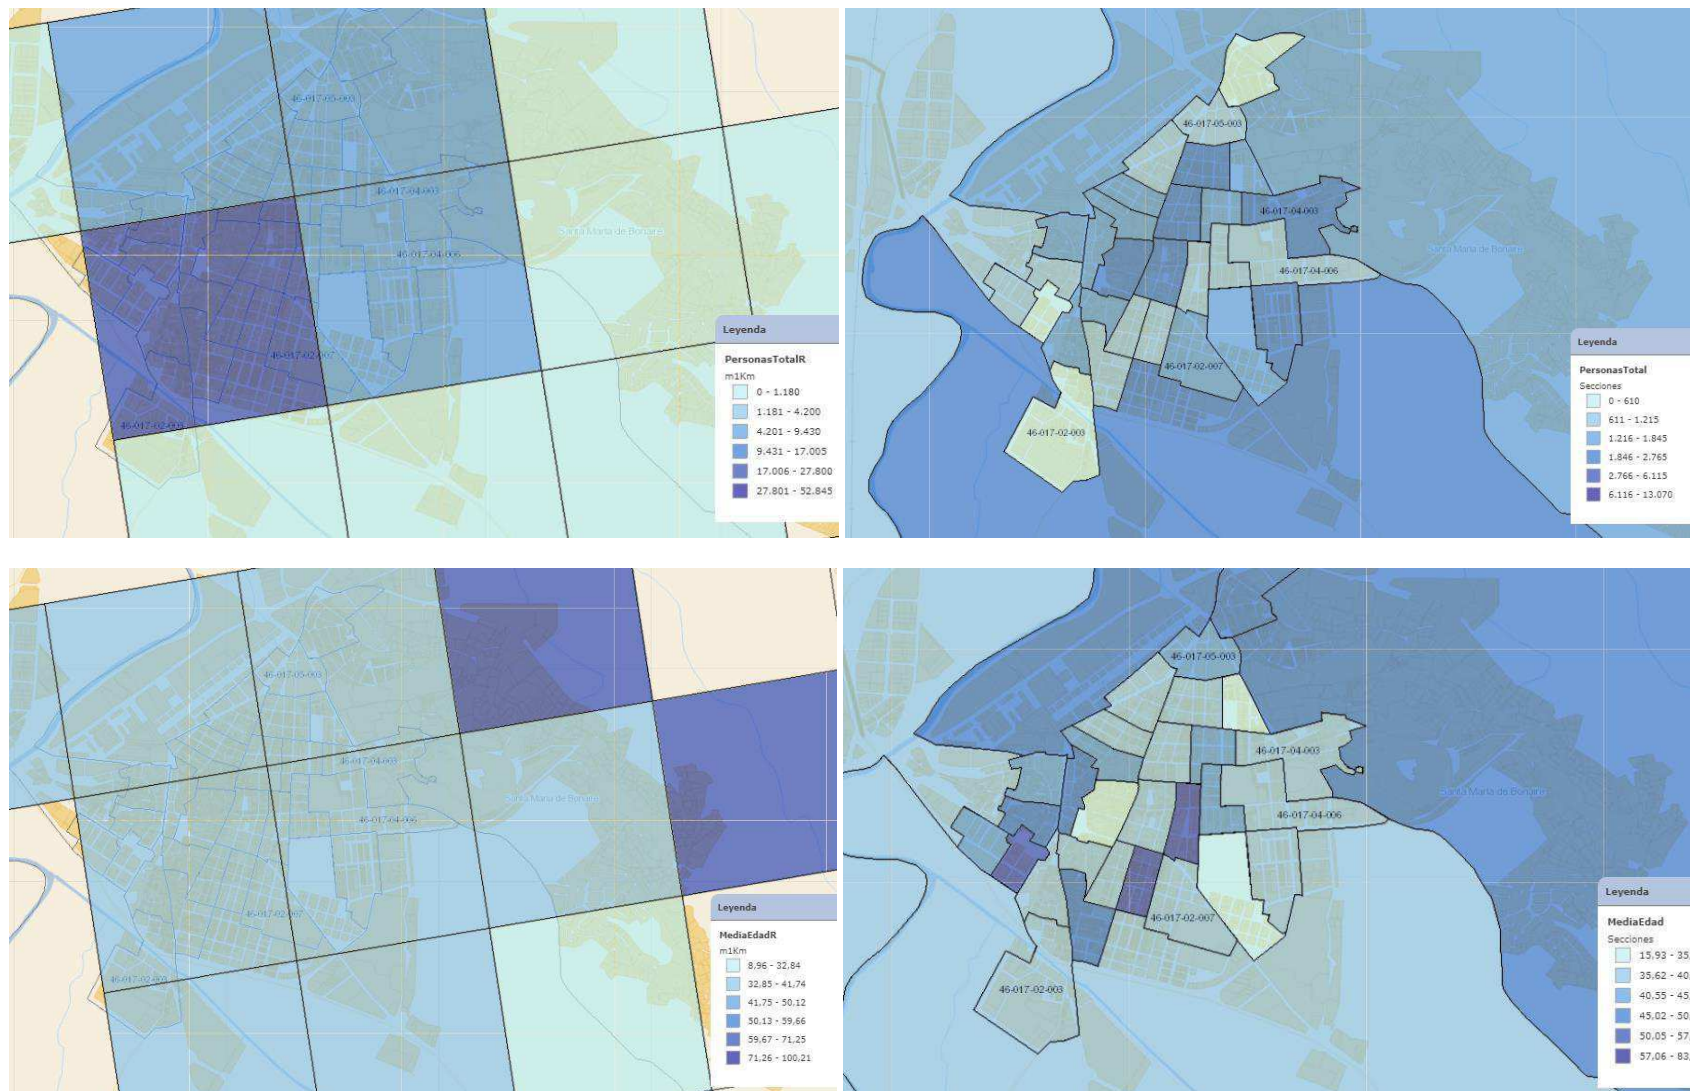 46-017-05-003
46-017-04-003
Santa María de Bonaire
46-017-04-006
46-017-02-007
46-017-02-003
Leyenda
PersonasTotalR
m1Km
0 - 1.180
1.181 - 4.200
4.201 - 9.430
9.431 - 17.005
17.006 - 27.800
27.801 - 52.845
46-017-05-003
46-017-04-003
Santa María de Bonaire
46-017-04-006
46-017-02-007
46-017-02-003
Leyenda
PersonasTotal
Secciones
0 - 610
611 - 1.215
1.216 - 1.845
1.846 - 2.765
2.766 - 6.115
6.116 - 13.070
46-017-05-003
46-017-04-003
Santa María de Bonaire
46-017-04-006
46-017-02-007
46-017-02-003
Leyenda
MediaEdadR
m1Km
8,96 - 32,84
32,85 - 41,74
41,75 - 50,12
50,13 - 59,66
59,67 - 71,25
71,26 - 100,21
46-017-05-003
46-017-04-003
Santa María de Bonaire
46-017-04-006
46-017-02-007
46-017-02-003
Leyenda
MediaEdad
Secciones
15,93 - 35,
35,62 - 40,
40,55 - 45,
45,02 - 50,
50,05 - 57,
57,06 - 83,